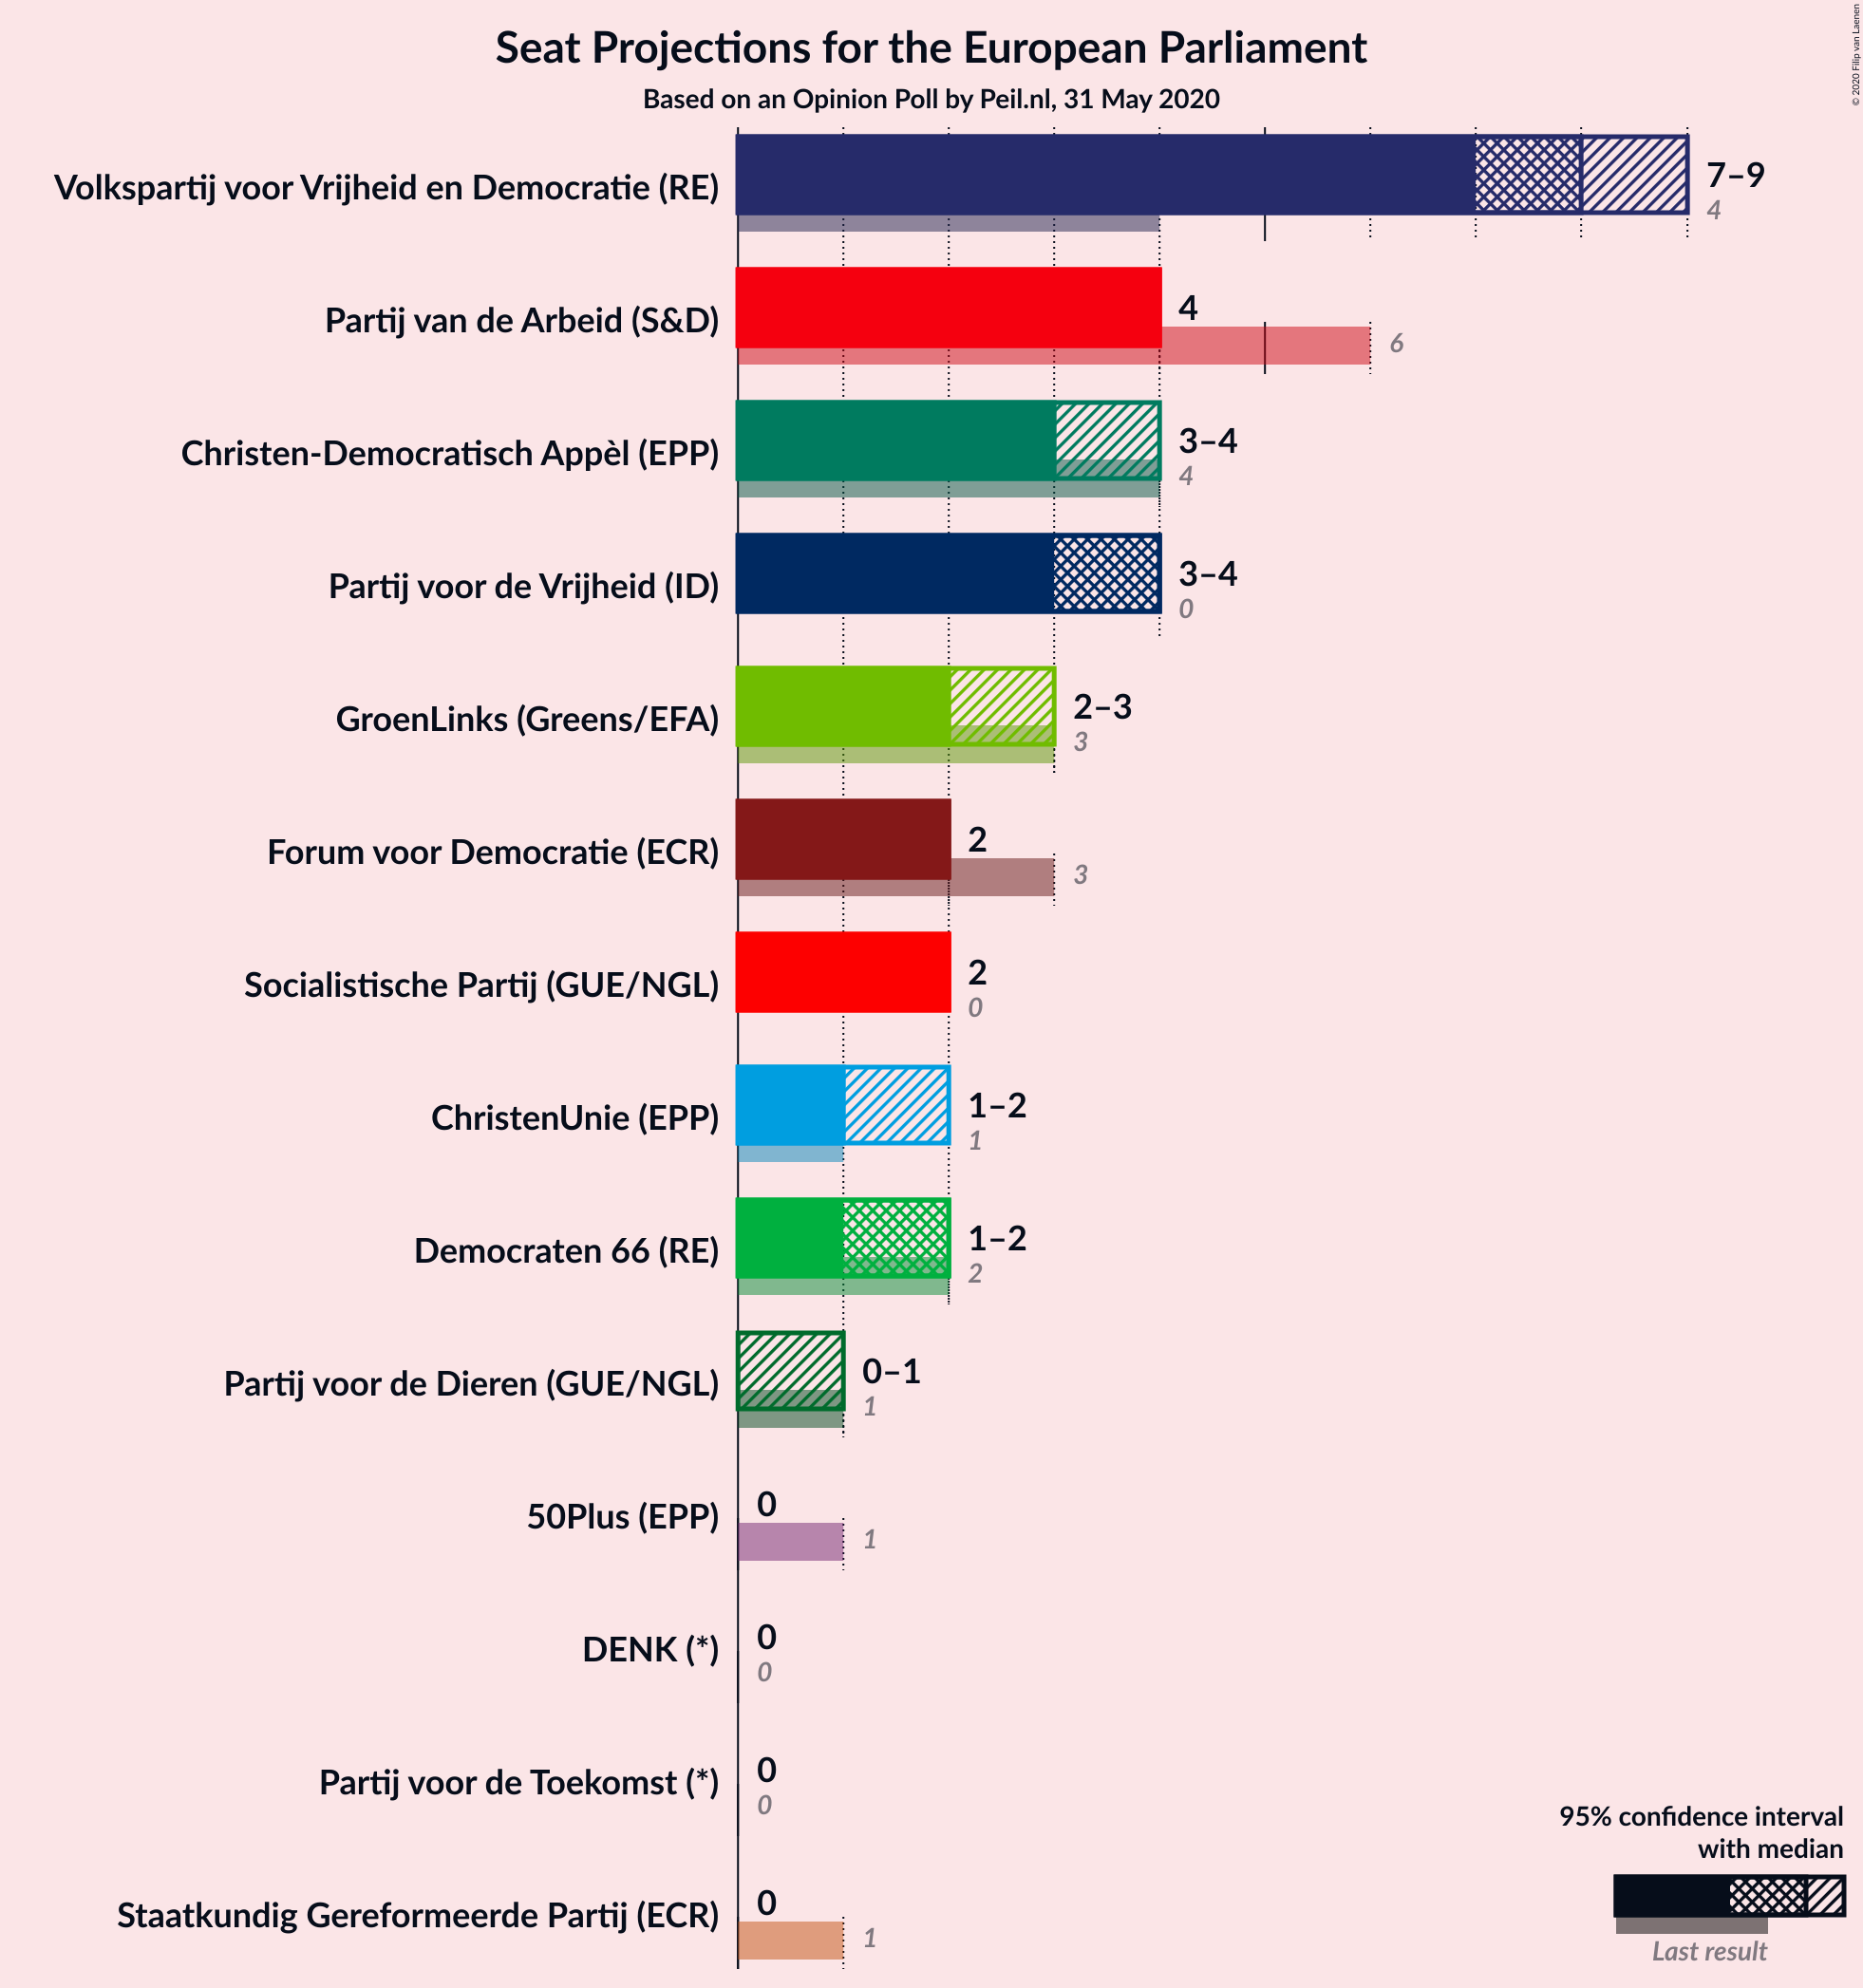 Seat Projections for the European Parliament
Based on an Opinion Poll by Peil.nl, 31 May 2020
© 2020 Filip van Laenen
Volkspartij voor Vrijheid en Democratie (RE)
7–9
4
Partij van de Arbeid (S&D)
4
6
Christen-Democratisch Appèl (EPP)
3–4
4
Partij voor de Vrijheid (ID)
3–4
0
GroenLinks (Greens/EFA)
2–3
3
Forum voor Democratie (ECR)
2
3
Socialistische Partij (GUE/NGL)
2
0
ChristenUnie (EPP)
1–2
1
Democraten 66 (RE)
1–2
2
Partij voor de Dieren (GUE/NGL)
0–1
1
50Plus (EPP)
0
1
DENK (*)
0
0
Partij voor de Toekomst (*)
0
0
Staatkundig Gereformeerde Partij (ECR)
0
1
95% confidence interval
with median
Last result